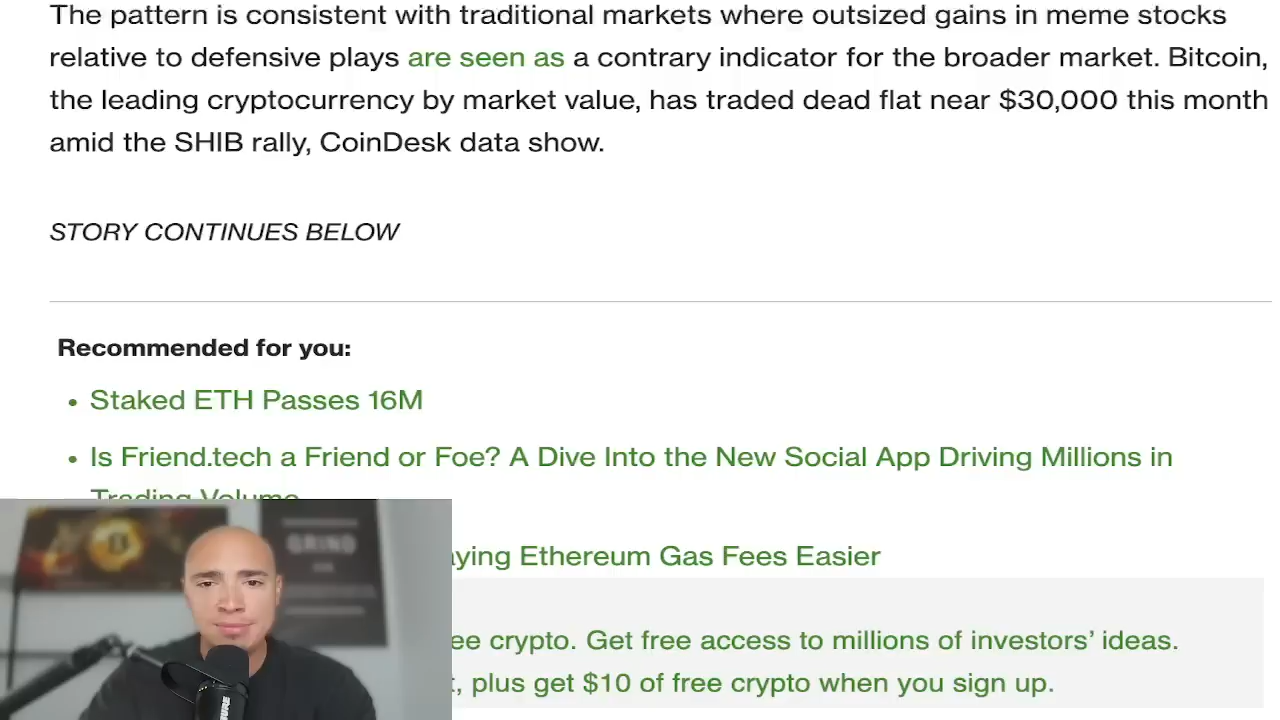 The pattern is consistent with traditional markets where outsized gains in meme stocks
relative to defensive plays are seen as a contrary indicator for the broader market. Bitcoin,
the leading cryptocurrency by market value, has traded dead flat near $30,000 this month
amid the SHIB rally, CoinDesk data show.
STORY CONTINUES BELOW
Recommended for you:
• Staked ETH Passes 16M
• Is Friend.tech a Friend or Foe? A Dive Into the New Social App Driving Millions in
Trading Volume
aying Ethereum Gas Fees Easier
ee crypto. Get free access to millions of investors’ ideas.
t, plus get $10 of free crypto when you sign up.
GRIND